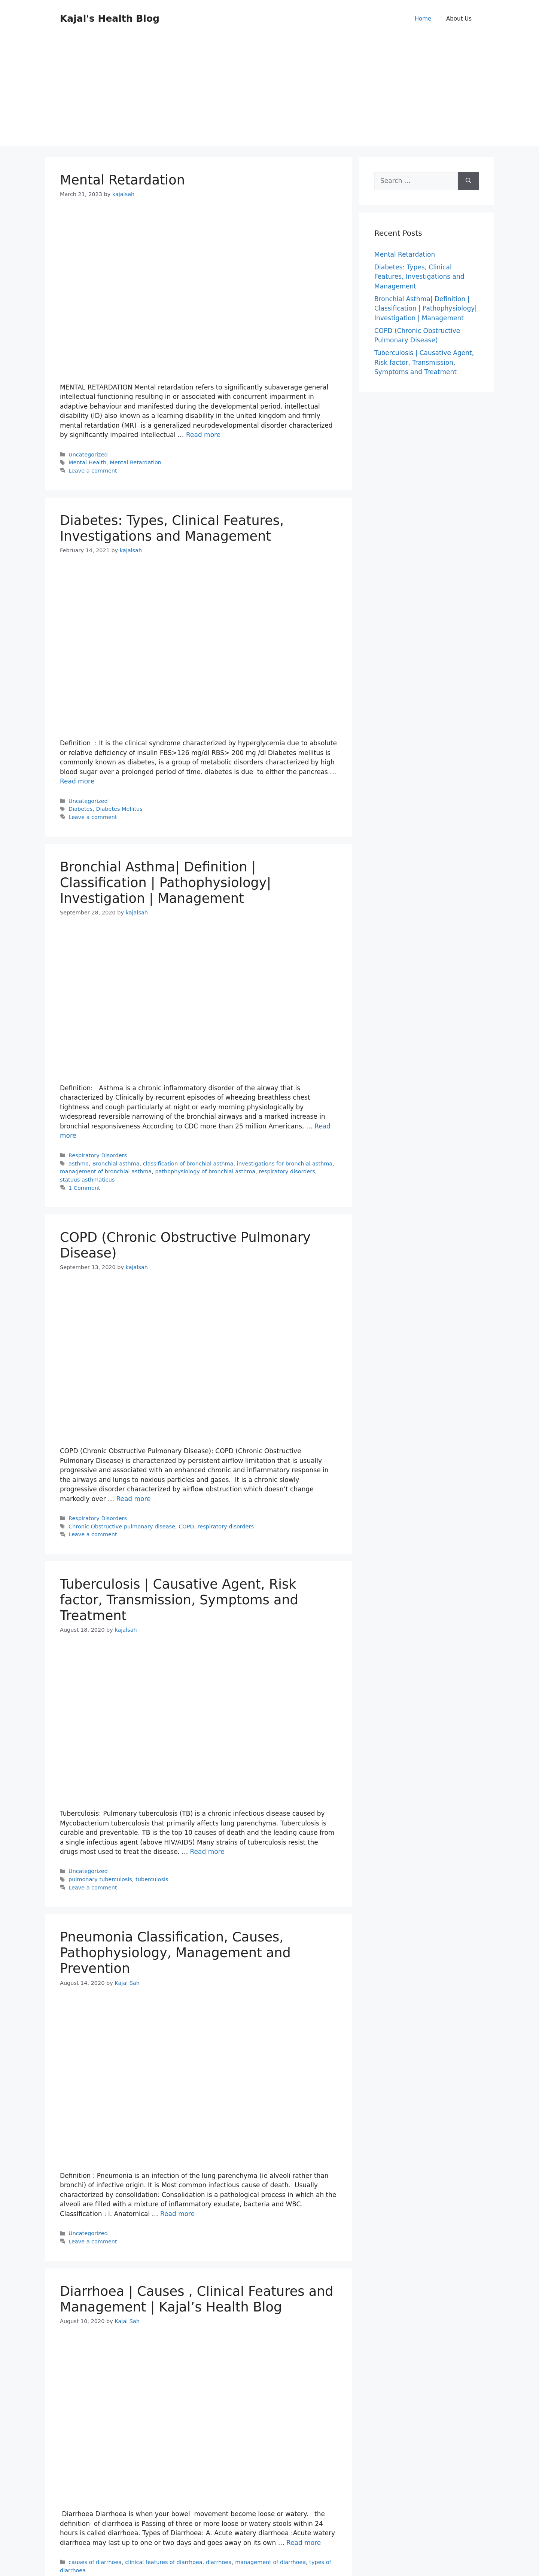 Kajal's Health Blog
Home
About Us
Mental Retardation
March 21, 2023 by kajalsah
MENTAL RETARDATION Mental retardation refers to significantly subaverage general
intellectual functioning resulting in or associated with concurrent impairment in
adaptive behaviour and manifested during the developmental period. intellectual
disability (ID) also known as a learning disability in the united kingdom and firmly
mental retardation (MR)  is a generalized neurodevelopmental disorder characterized
by significantly impaired intellectual … Read more
Uncategorized
Mental Health, Mental Retardation
Leave a comment
Search …
Recent Posts
Mental Retardation
Diabetes: Types, Clinical
Features, Investigations and
Management
Bronchial Asthma| Definition |
Classification | Pathophysiology|
Investigation | Management
COPD (Chronic Obstructive
Pulmonary Disease)
Tuberculosis | Causative Agent,
Risk factor, Transmission,
Symptoms and Treatment
Diabetes: Types, Clinical Features,
Investigations and Management
February 14, 2021 by kajalsah
Definition  : It is the clinical syndrome characterized by hyperglycemia due to absolute
or relative deficiency of insulin FBS>126 mg/dl RBS> 200 mg /dl Diabetes mellitus is
commonly known as diabetes, is a group of metabolic disorders characterized by high
blood sugar over a prolonged period of time. diabetes is due  to either the pancreas …
Read more
Uncategorized
Diabetes, Diabetes Mellitus
Leave a comment
Bronchial Asthma| Definition |
Classification | Pathophysiology|
Investigation | Management
September 28, 2020 by kajalsah
Definition:   Asthma is a chronic inflammatory disorder of the airway that is
characterized by Clinically by recurrent episodes of wheezing breathless chest
tightness and cough particularly at night or early morning physiologically by
widespread reversible narrowing of the bronchial airways and a marked increase in
bronchial responsiveness According to CDC more than 25 million Americans, … Read
more
Respiratory Disorders
asthma, Bronchial asthma, classification of bronchial asthma, investigations for bronchial asthma,
management of bronchial asthma, pathophysiology of bronchial asthma, respiratory disorders,
statuus asthmaticus
1 Comment
COPD (Chronic Obstructive Pulmonary
Disease)
September 13, 2020 by kajalsah
COPD (Chronic Obstructive Pulmonary Disease): COPD (Chronic Obstructive
Pulmonary Disease) is characterized by persistent airflow limitation that is usually
progressive and associated with an enhanced chronic and inflammatory response in
the airways and lungs to noxious particles and gases.  It is a chronic slowly
progressive disorder characterized by airflow obstruction which doesn’t change
markedly over … Read more
Respiratory Disorders
Chronic Obstructive pulmonary disease, COPD, respiratory disorders
Leave a comment
Tuberculosis | Causative Agent, Risk
factor, Transmission, Symptoms and
Treatment
August 18, 2020 by kajalsah
Tuberculosis: Pulmonary tuberculosis (TB) is a chronic infectious disease caused by
Mycobacterium tuberculosis that primarily affects lung parenchyma. Tuberculosis is
curable and preventable. TB is the top 10 causes of death and the leading cause from
a single infectious agent (above HIV/AIDS) Many strains of tuberculosis resist the
drugs most used to treat the disease. … Read more
Uncategorized
pulmonary tuberculosis, tuberculosis
Leave a comment
Pneumonia Classification, Causes,
Pathophysiology, Management and
Prevention
August 14, 2020 by Kajal Sah
Definition : Pneumonia is an infection of the lung parenchyma (ie alveoli rather than
bronchi) of infective origin. It is Most common infectious cause of death.  Usually
characterized by consolidation: Consolidation is a pathological process in which ah the
alveoli are filled with a mixture of inflammatory exudate, bacteria and WBC.
Classification : i. Anatomical … Read more
Uncategorized
Leave a comment
Diarrhoea | Causes , Clinical Features and
Management | Kajal’s Health Blog
August 10, 2020 by Kajal Sah
Diarrhoea Diarrhoea is when your bowel  movement become loose or watery.   the
definition  of diarrhoea is Passing of three or more loose or watery stools within 24
hours is called diarrhoea. Types of Diarrhoea: A. Acute watery diarrhoea :Acute watery
diarrhoea may last up to one or two days and goes away on its own … Read more
causes of diarrhoea, clinical features of diarrhoea, diarrhoea, management of diarrhoea, types of
diarrhoea